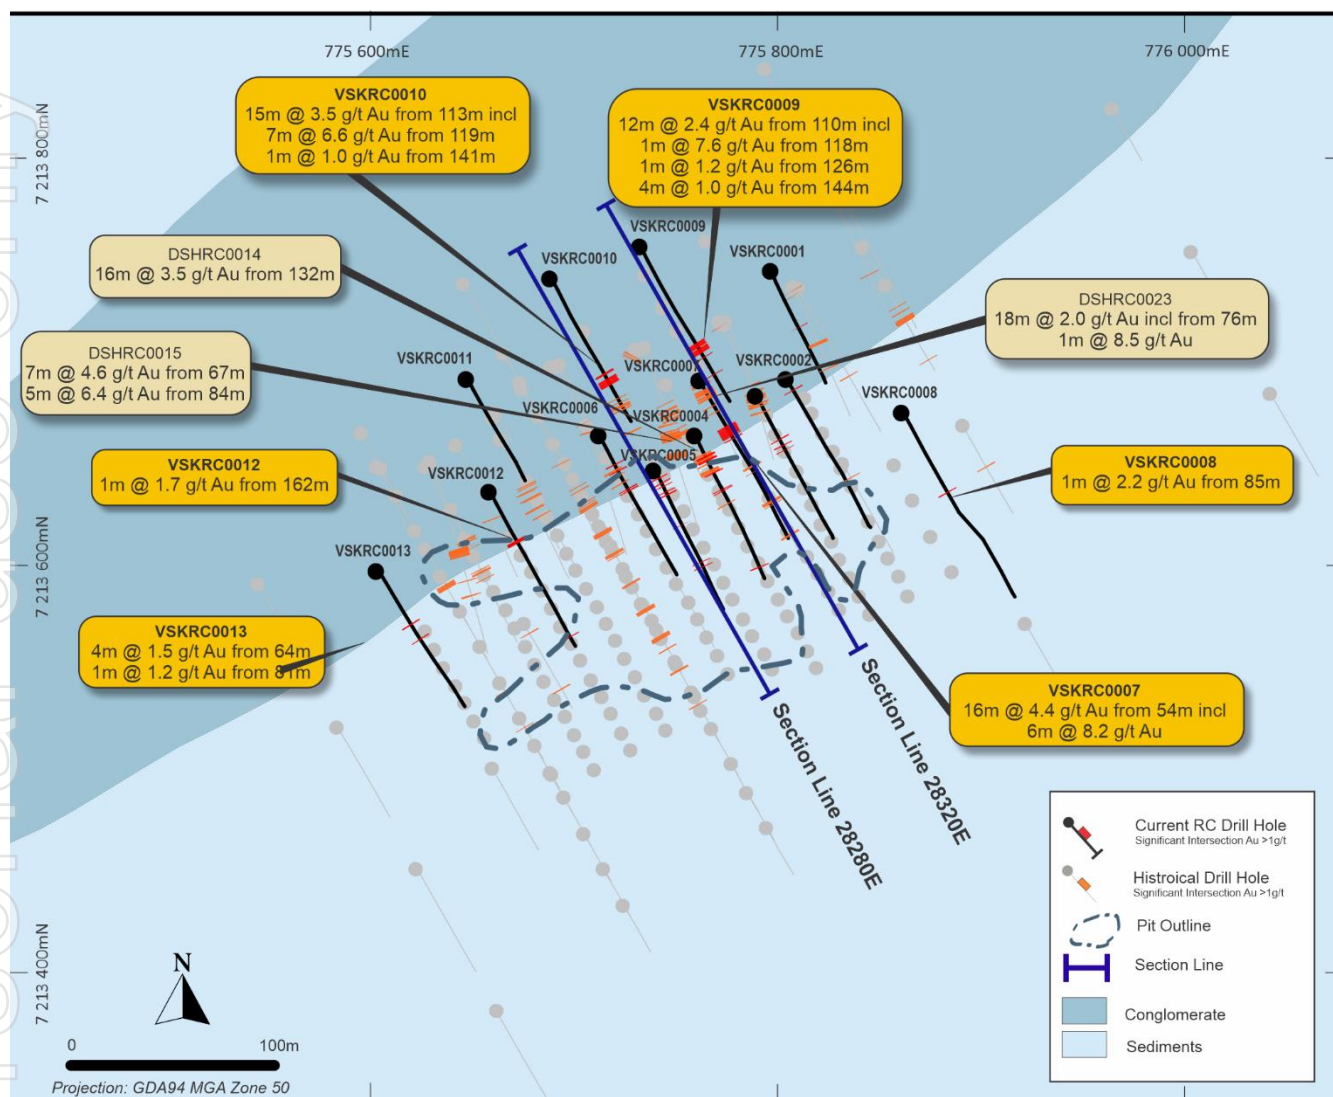 775 600mE
775 800mE
776 000mE
7 213 800mN
7 213 600mN
7 213 400mN
VSKRC0010
15m @ 3.5 g/t Au from 113m incl
7m @ 6.6 g/t Au from 119m
1m @ 1.0 g/t Au from 141m
VSKRC0009
12m @ 2.4 g/t Au from 110m incl
1m @ 7.6 g/t Au from 118m
1m @ 1.2 g/t Au from 126m
4m @ 1.0 g/t Au from 144m
DSHRC0014
16m @ 3.5 g/t Au from 132m
DSHRC0023
18m @ 2.0 g/t Au incl from 76m
1m @ 8.5 g/t Au
DSHRC0015
7m @ 4.6 g/t Au from 67m
5m @ 6.4 g/t Au from 84m
VSKRC0012
1m @ 1.7 g/t Au from 162m
VSKRC0008
1m @ 2.2 g/t Au from 85m
VSKRC0013
4m @ 1.5 g/t Au from 64m
1m @ 1.2 g/t Au from 81m
VSKRC0007
16m @ 4.4 g/t Au from 54m incl
6m @ 8.2 g/t Au
VSKRC0009
VSKRC0010
VSKRC0001
VSKRC0011
VSKRC0007
VSKRC0002
VSKRC0008
VSKRC0006
VSKRC0004
VSKRC0005
VSKRC0012
VSKRC0013
Section Line 28280E
Section Line 28320E
Current RC Drill Hole
Significant Intersection Au >1g/t
Histroical Drill Hole
Significant Intersection Au >1g/t
Pit Outline
Section Line
Conglomerate
Sediments
N
0 100m
Projection: GDA94 MGA Zone 50